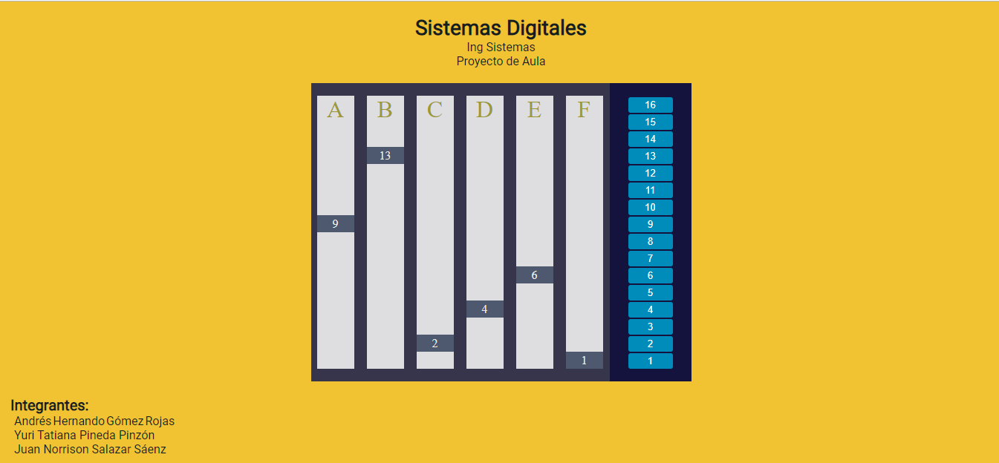 Sistemas Digitales
Ing Sistemas
Proyecto de Aula
A B C D E F
16
15
14
13 13
12
11
10
9 9
8
7
6 6
5
4 4
3
2 2
1 1
Integrantes:
Andrés Hernando Gómez Rojas
Yuri Tatiana Pineda Pinzón
Juan Norrison Salazar Sáenz